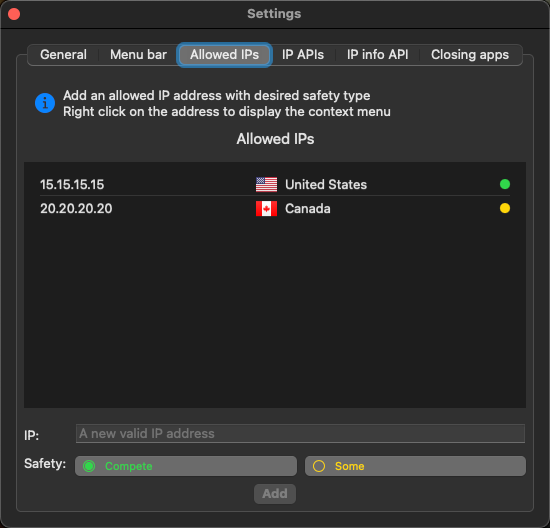 Settings
General
Menu bar
Allowed IPs
IP APIs
IP info API
Closing apps
Add an allowed IP address with desired safety type
Right click on the address to display the context menu
Allowed IPs
15.15.15.15 United States
20.20.20.20 Canada
IP: A new valid IP address
Safety: Compete Some
Add